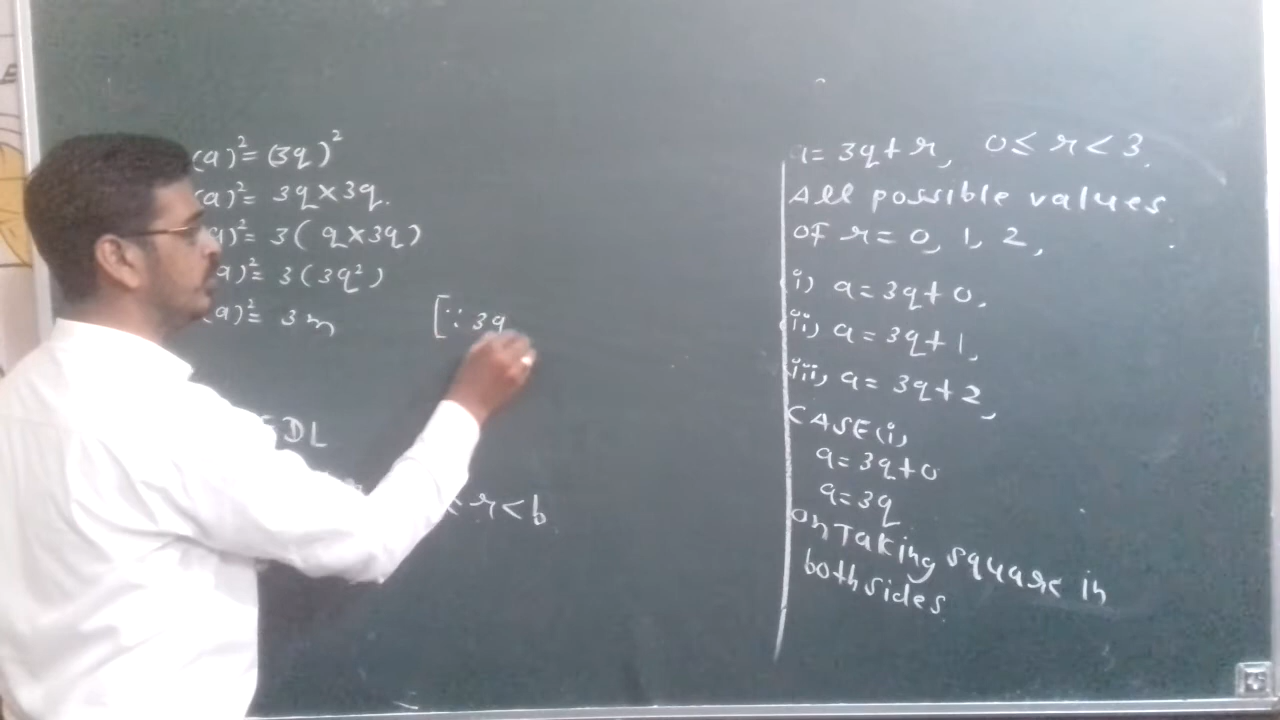 (a)²= (3q)²
(a)²= 3q×3q.
a)²= 3( q×3q)
a)²= 3(3q²)
a)²= 3m [∵ 3q
EDL
< r < b
a= 3q+r, 0≤ r < 3.
All possible values
of r= 0, 1, 2,
i) a= 3q+0,
ii) a= 3q+1,
iii) a= 3q+2,
CASE(i)
a= 3q+0
a= 3q
on Taking square in
both sides